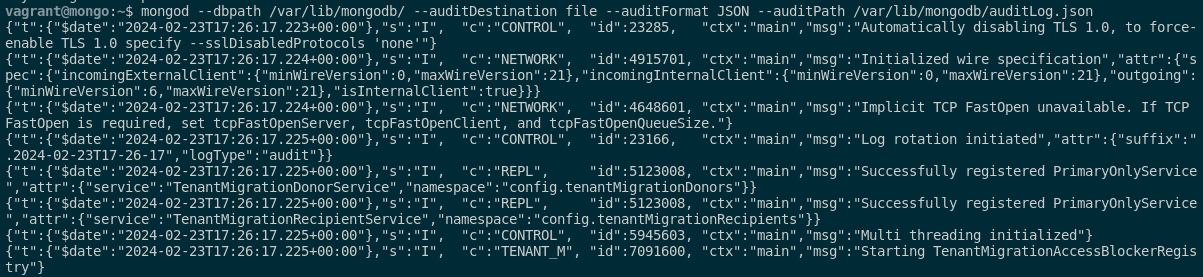 vagrant@mongo:~$ mongod --dbpath /var/lib/mongodb/ --auditDestination file --auditFormat JSON --auditPath /var/lib/mongodb/auditLog.json
{"t":{"$date":"2024-02-23T17:26:17.223+00:00"},"s":"I",  "c":"CONTROL",  "id":23285,   "ctx":"main","msg":"Automatically disabling TLS 1.0, to force-
enable TLS 1.0 specify --sslDisabledProtocols 'none'"}
{"t":{"$date":"2024-02-23T17:26:17.224+00:00"},"s":"I",  "c":"NETWORK",  "id":4915701, "ctx":"main","msg":"Initialized wire specification","attr":{"s
pec":{"incomingExternalClient":{"minWireVersion":0,"maxWireVersion":21},"incomingInternalClient":{"minWireVersion":0,"maxWireVersion":21},"outgoing":
{"minWireVersion":6,"maxWireVersion":21},"isInternalClient":true}}}
{"t":{"$date":"2024-02-23T17:26:17.224+00:00"},"s":"I",  "c":"NETWORK",  "id":4648601, "ctx":"main","msg":"Implicit TCP FastOpen unavailable. If TCP 
FastOpen is required, set tcpFastOpenServer, tcpFastOpenClient, and tcpFastOpenQueueSize."}
{"t":{"$date":"2024-02-23T17:26:17.225+00:00"},"s":"I",  "c":"CONTROL",  "id":23166,   "ctx":"main","msg":"Log rotation initiated","attr":{"suffix":"
.2024-02-23T17-26-17","logType":"audit"}}
{"t":{"$date":"2024-02-23T17:26:17.225+00:00"},"s":"I",  "c":"REPL",     "id":5123008, "ctx":"main","msg":"Successfully registered PrimaryOnlyService
","attr":{"service":"TenantMigrationDonorService","namespace":"config.tenantMigrationDonors"}}
{"t":{"$date":"2024-02-23T17:26:17.225+00:00"},"s":"I",  "c":"REPL",     "id":5123008, "ctx":"main","msg":"Successfully registered PrimaryOnlyService
","attr":{"service":"TenantMigrationRecipientService","namespace":"config.tenantMigrationRecipients"}}
{"t":{"$date":"2024-02-23T17:26:17.225+00:00"},"s":"I",  "c":"CONTROL",  "id":5945603, "ctx":"main","msg":"Multi threading initialized"}
{"t":{"$date":"2024-02-23T17:26:17.225+00:00"},"s":"I",  "c":"TENANT_M", "id":7091600, "ctx":"main","msg":"Starting TenantMigrationAccessBlockerRegis
try"}